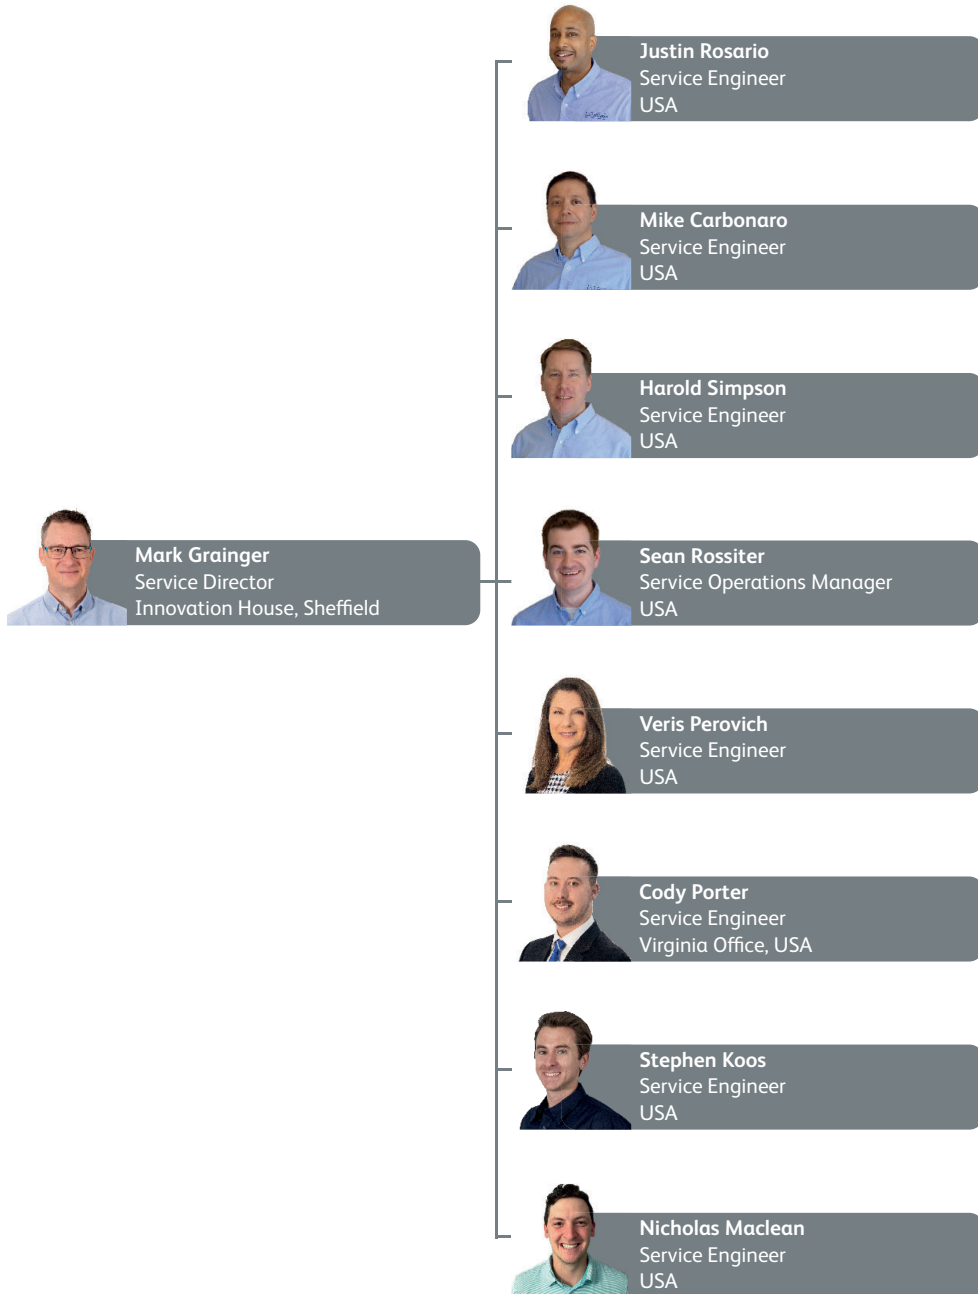 Justin Rosario
Service Engineer
USA
Mike Carbonaro
Service Engineer
USA
Harold Simpson
Service Engineer
USA
Mark Grainger
Service Director
Innovation House, Sheffield
Sean Rossiter
Service Operations Manager
USA
Veris Perovich
Service Engineer
USA
Cody Porter
Service Engineer
Virginia Office, USA
Stephen Koos
Service Engineer
USA
Nicholas Maclean
Service Engineer
USA